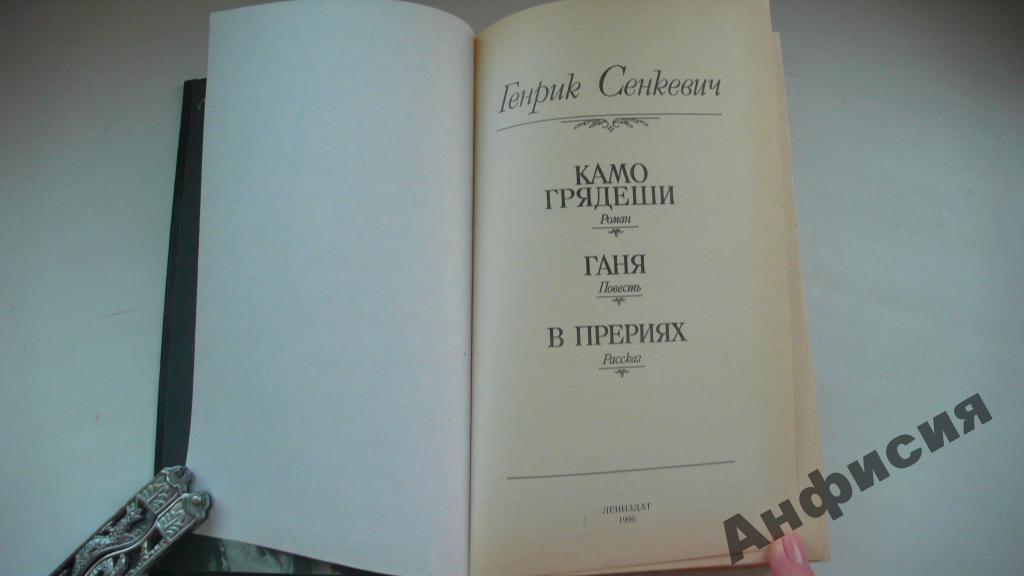 Генрик Сенкевич
КАМО
ГРЯДЕШИ
Роман
ГАНЯ
Повесть
В ПРЕРИЯХ
Рассказ
ЛЕНИЗДАТ
1990
Анфисия